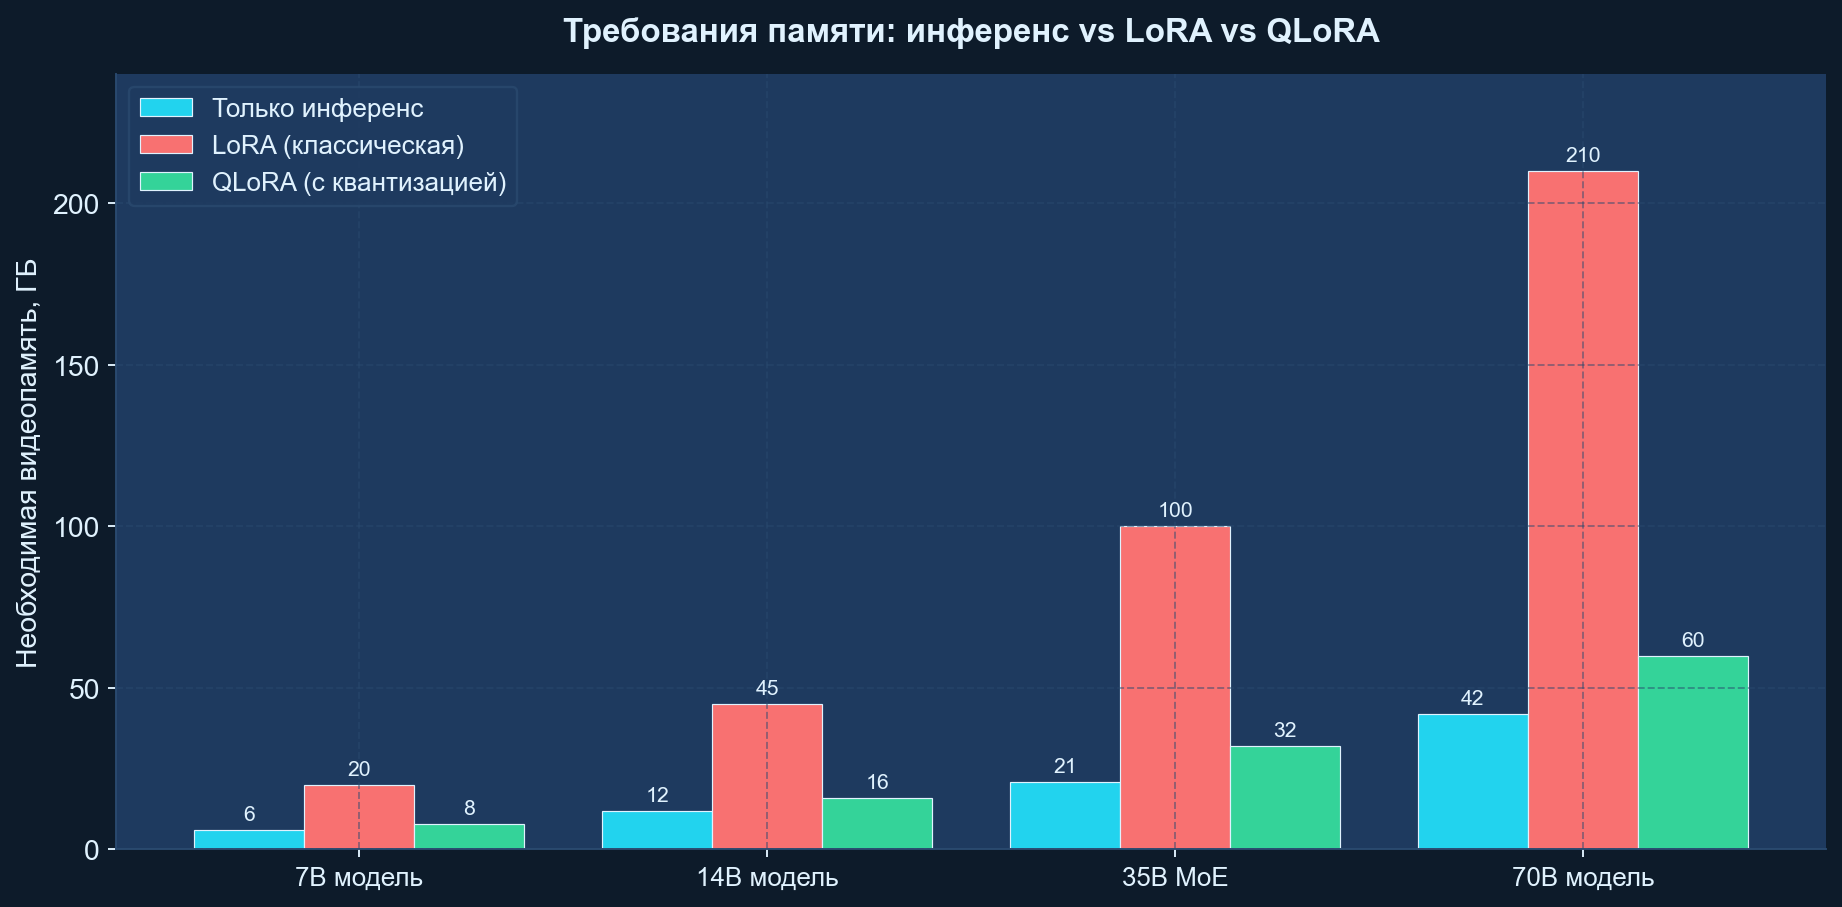 Требования памяти: инференс vs LoRA vs QLoRA
Только инференс
LoRA (классическая)
QLoRA (с квантизацией)
Необходимая видеопамять, ГБ
200
150
100
50
0
6
20
8
12
45
16
21
100
32
42
210
60
7B модель
14B модель
35B MoE
70B модель